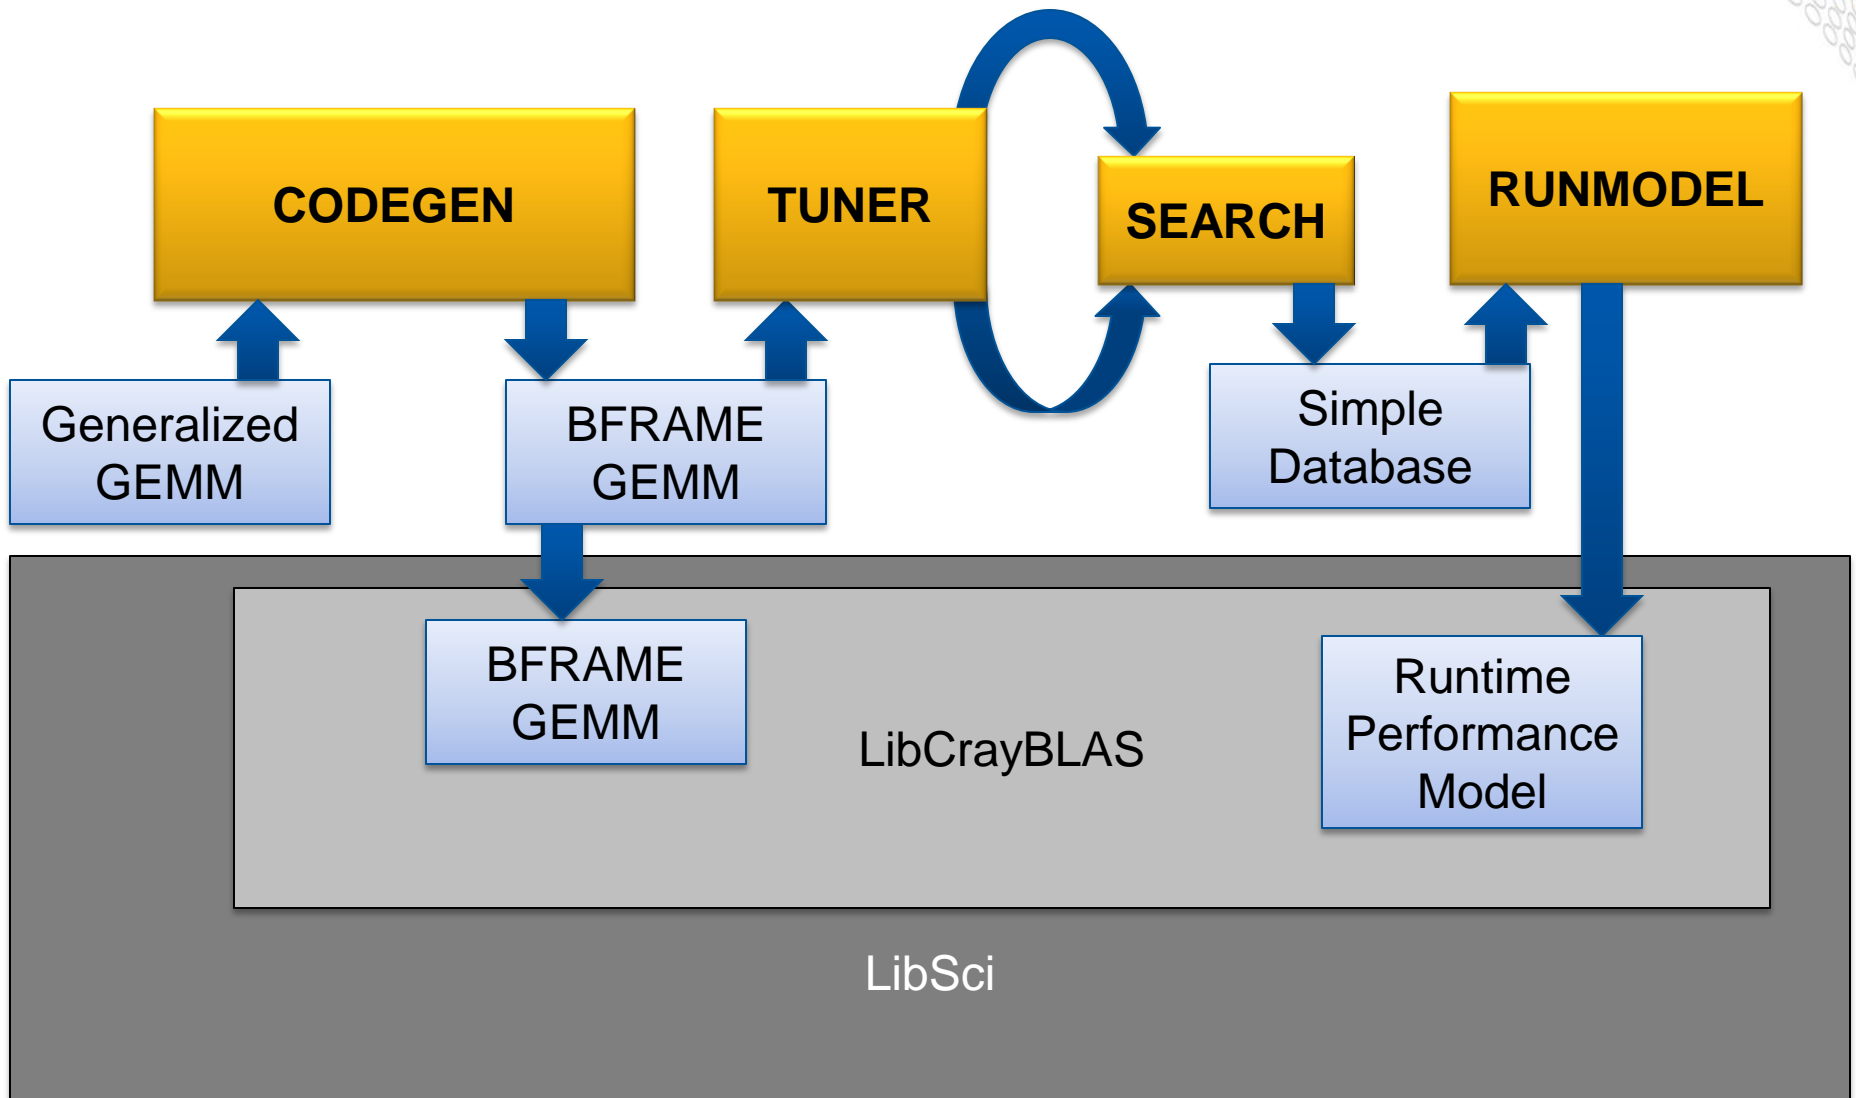 CODEGEN
TUNER
SEARCH
RUNMODEL
Generalized
GEMM
BFRAME
GEMM
Simple
Database
BFRAME
GEMM
LibCrayBLAS
Runtime
Performance
Model
LibSci